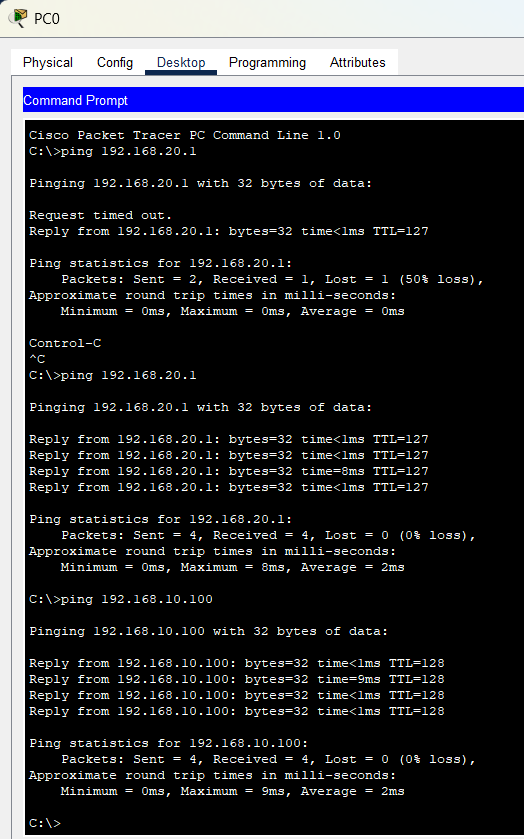 PC0
Physical Config Desktop Programming Attributes
Command Prompt
Cisco Packet Tracer PC Command Line 1.0
C:\>ping 192.168.20.1
Pinging 192.168.20.1 with 32 bytes of data:
Request timed out.
Reply from 192.168.20.1: bytes=32 time<1ms TTL=127
Ping statistics for 192.168.20.1:
Packets: Sent = 2, Received = 1, Lost = 1 (50% loss),
Approximate round trip times in milli-seconds:
Minimum = 0ms, Maximum = 0ms, Average = 0ms
Control-C
^C
C:\>ping 192.168.20.1
Pinging 192.168.20.1 with 32 bytes of data:
Reply from 192.168.20.1: bytes=32 time<1ms TTL=127
Reply from 192.168.20.1: bytes=32 time<1ms TTL=127
Reply from 192.168.20.1: bytes=32 time=8ms TTL=127
Reply from 192.168.20.1: bytes=32 time<1ms TTL=127
Ping statistics for 192.168.20.1:
Packets: Sent = 4, Received = 4, Lost = 0 (0% loss),
Approximate round trip times in milli-seconds:
Minimum = 0ms, Maximum = 8ms, Average = 2ms
C:\>ping 192.168.10.100
Pinging 192.168.10.100 with 32 bytes of data:
Reply from 192.168.10.100: bytes=32 time<1ms TTL=128
Reply from 192.168.10.100: bytes=32 time=9ms TTL=128
Reply from 192.168.10.100: bytes=32 time<1ms TTL=128
Reply from 192.168.10.100: bytes=32 time<1ms TTL=128
Ping statistics for 192.168.10.100:
Packets: Sent = 4, Received = 4, Lost = 0 (0% loss),
Approximate round trip times in milli-seconds:
Minimum = 0ms, Maximum = 9ms, Average = 2ms
C:\>